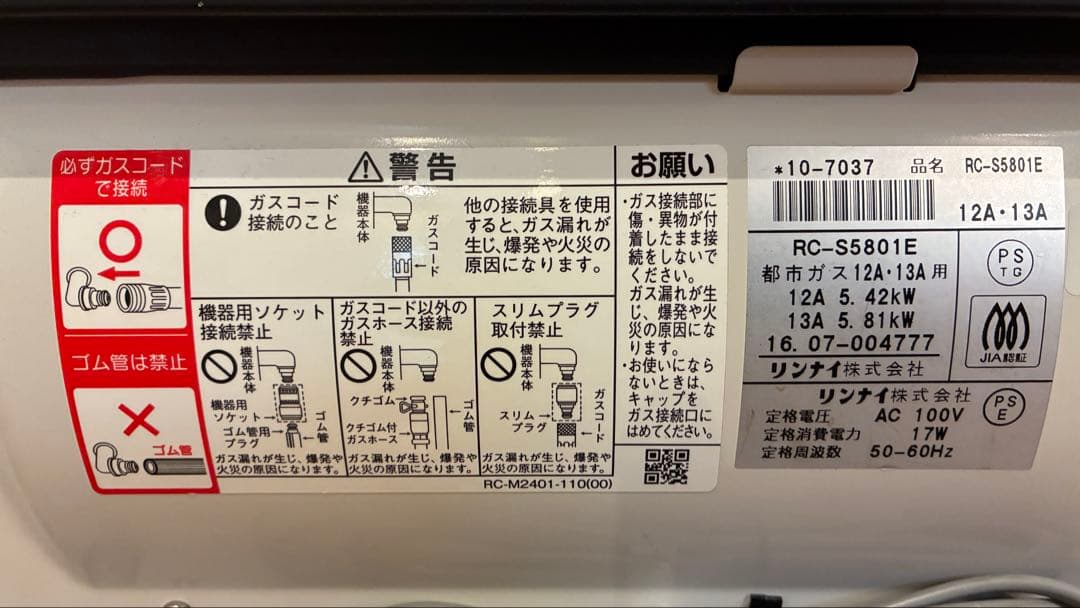 必ずガスコード
で接続
ゴム管は禁止
ゴム管
警告
ガスコード
接続のこと
機器本体
ガスコード
他の接続具を使用
すると、ガス漏れが
生じ、爆発や火災の
原因になります。
機器用ソケット
接続禁止
機器本体
機器用
ソケット
ゴム管用
プラグ
ゴム管
ガス漏れが生じ、爆発や
火災の原因になります。
ガスコード以外の
ガスホース接続
禁止
機器本体
クチゴム
クチゴム付
ガスホース
ゴム管
ガス漏れが生じ、爆発や
火災の原因になります。
スリムプラグ
取付禁止
機器本体
スリム
プラグ
ガスコード
ガス漏れが生じ、爆発や
火災の原因になります。
RC-M2401-110(00)
お願い
・ガス接続部に
傷・異物が付
着したまま接
続をしないで
ください。
ガス漏れが生
じ、爆発や火
災の原因にな
ります。
・お使いになら
ないときは、
キャップを
ガス接続口に
はめてください。
*10-7037 品名 RC-S5801E
12A・13A
RC-S5801E
都市ガス12A・13A用
12A 5.42kW
13A 5.81kW
16.07-004777
リンナイ株式会社
PS
TG
JIA認証
リンナイ株式会社
定格電圧 AC 100V
定格消費電力 17W
定格周波数 50-60Hz
PS
E